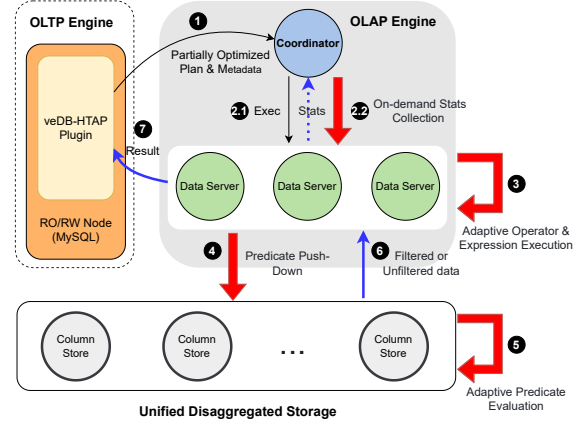 OLTP Engine
1
OLAP Engine
Coordinator
Partially Optimized
Plan & Metadata
veDB-HTAP
Plugin
2.1
Exec
Stats
2.2
On-demand Stats
Collection
7
Result
Data Server
Data Server
Data Server
3
RO/RW Node
(MySQL)
Adaptive Operator &
Expression Execution
4
Predicate Push-
Down
6
Filtered or
Unfiltered data
Column
Store
Column
Store
...
Column
Store
5
Adaptive Predicate
Evaluation
Unified Disaggregated Storage